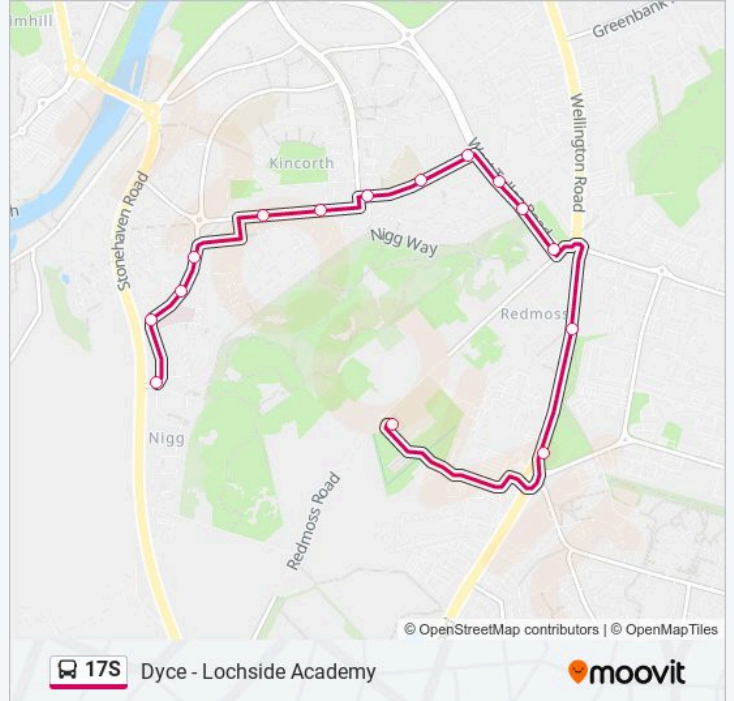 Greenbank
Wellington Road
Kincorth
Stonehaven Road
Nigg Way
Redmoss
Nigg
Redmoss Road
© OpenStreetMap contributors | © OpenMapTiles
17S Dyce - Lochside Academy
moovit